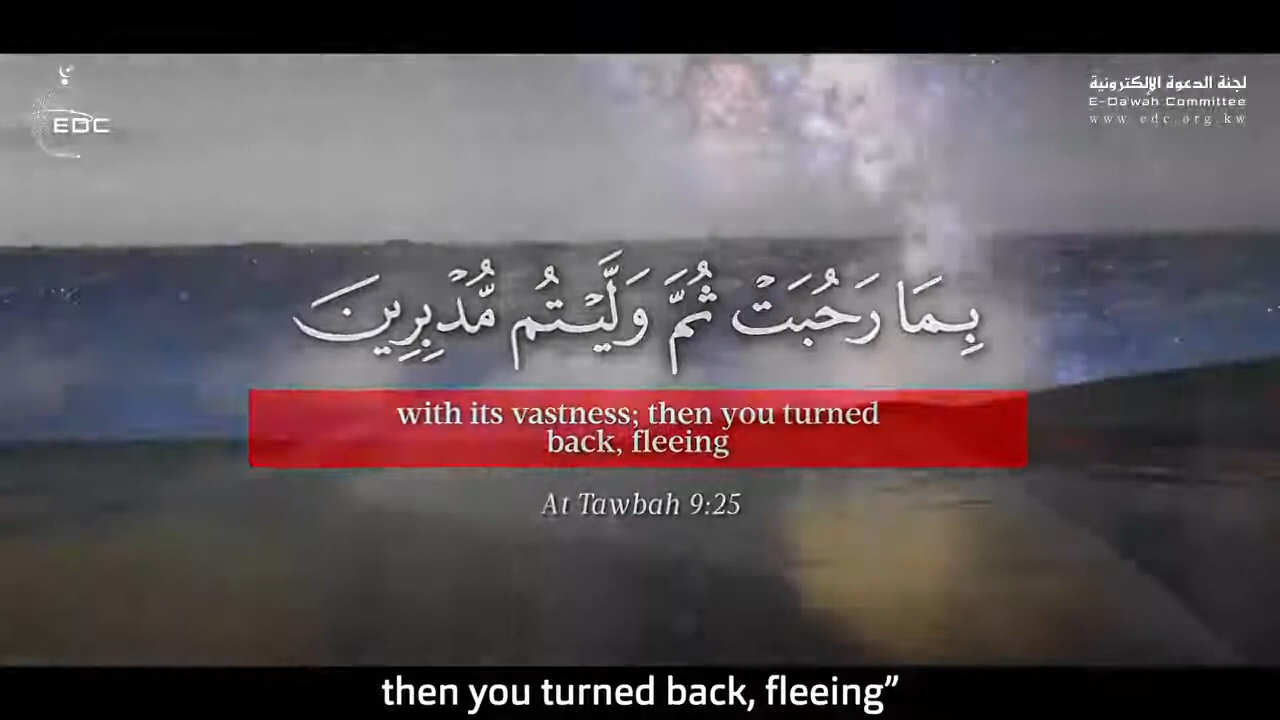 EDC
لجنة الدعوة الإلكترونية
E-Da'wah Committee
www.edc.org.kw
بِمَا رَحُبَتْ ثُمَّ وَلَّيْتُم مُّدْبِرِينَ
with its vastness; then you turned
back, fleeing
At Tawbah 9:25
then you turned back, fleeing”